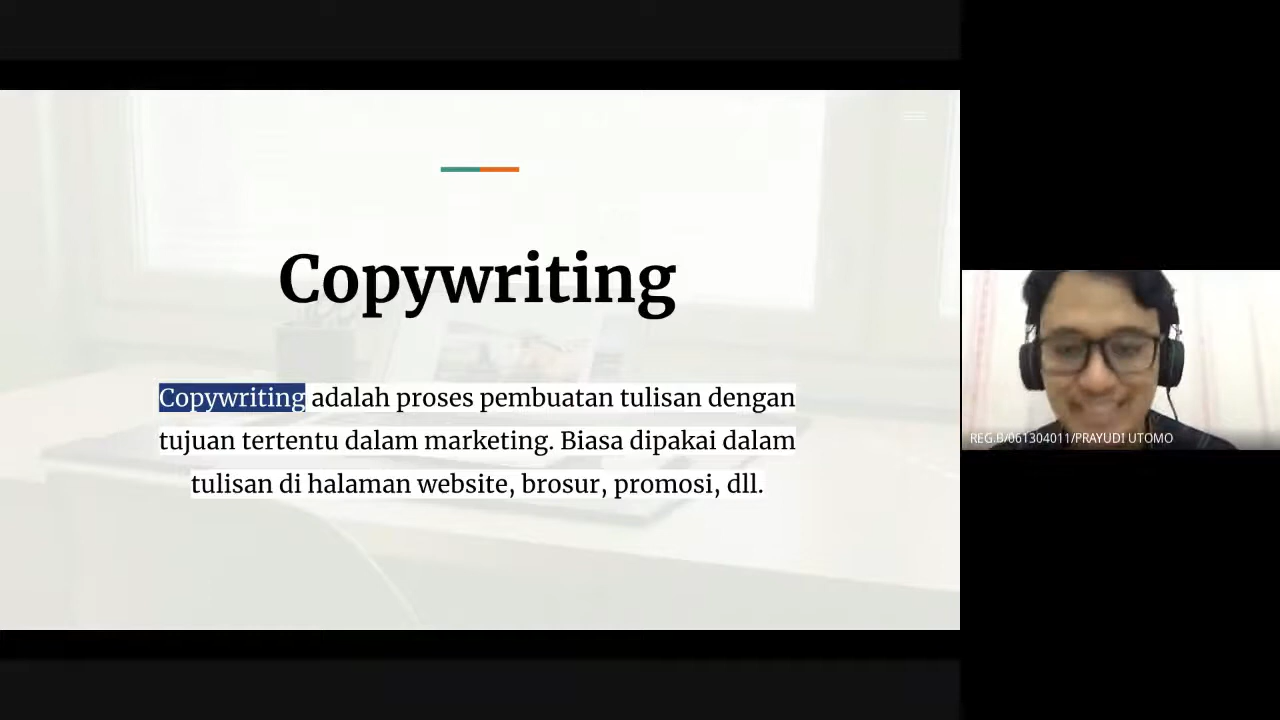 Copywriting
Copywriting adalah proses pembuatan tulisan dengan
tujuan tertentu dalam marketing. Biasa dipakai dalam
tulisan di halaman website, brosur, promosi, dll.
REG.B/061304011/PRAYUDI UTOMO